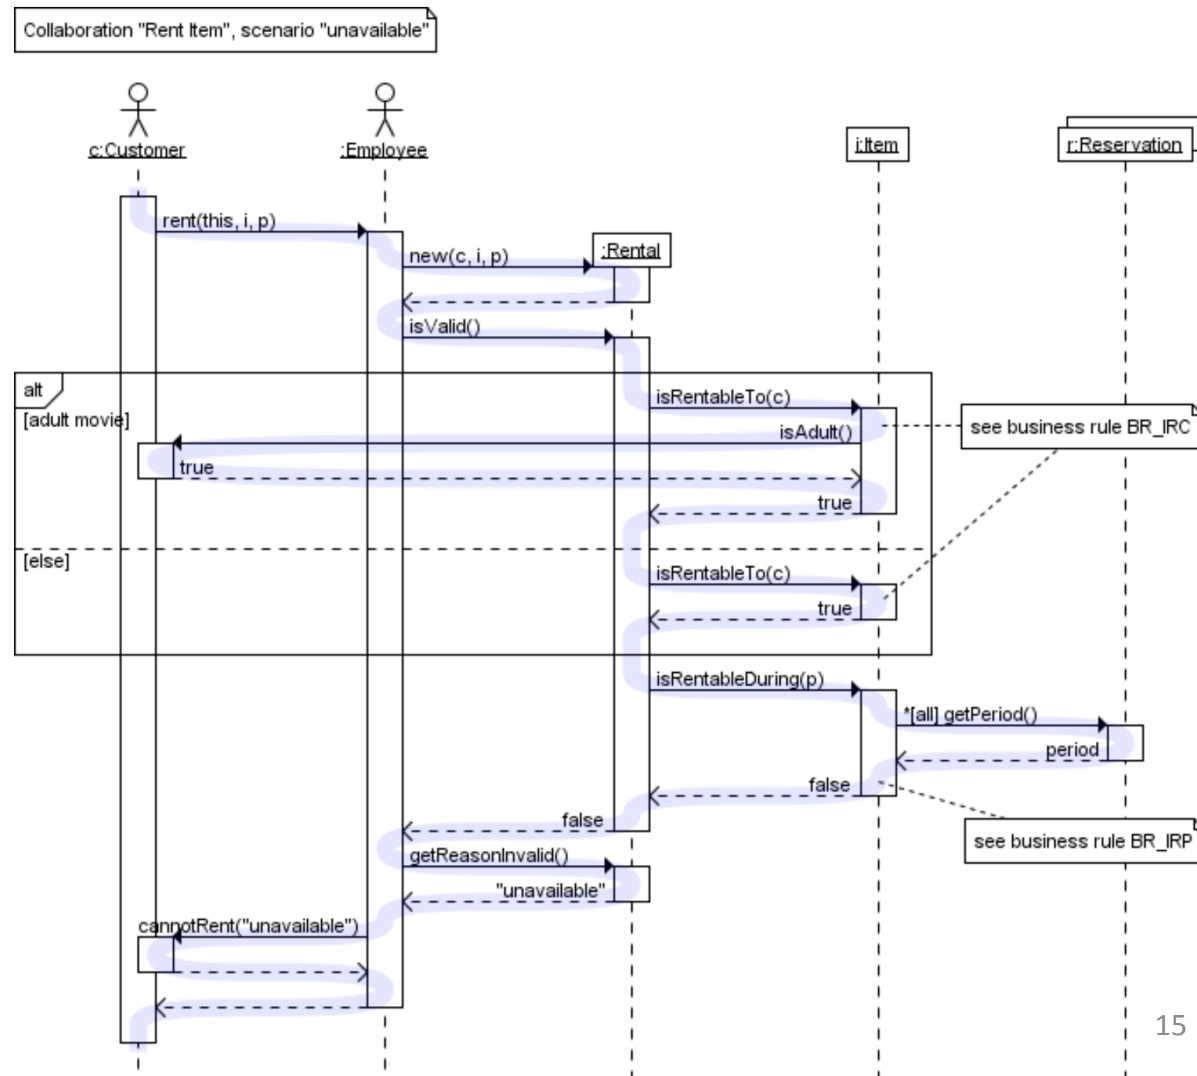 Collaboration "Rent Item", scenario "unavailable"
c:Customer
:Employee
i:Item
r:Reservation
rent(this, i, p)
:Rental
new(c, i, p)
isValid()
alt
[adult movie]
isRentableTo(c)
see business rule BR_IRC
isAdult()
true
true
[else]
isRentableTo(c)
true
isRentableDuring(p)
*[all] getPeriod()
period
false
false
see business rule BR_IRP
getReasonInvalid()
"unavailable"
cannotRent("unavailable")
15